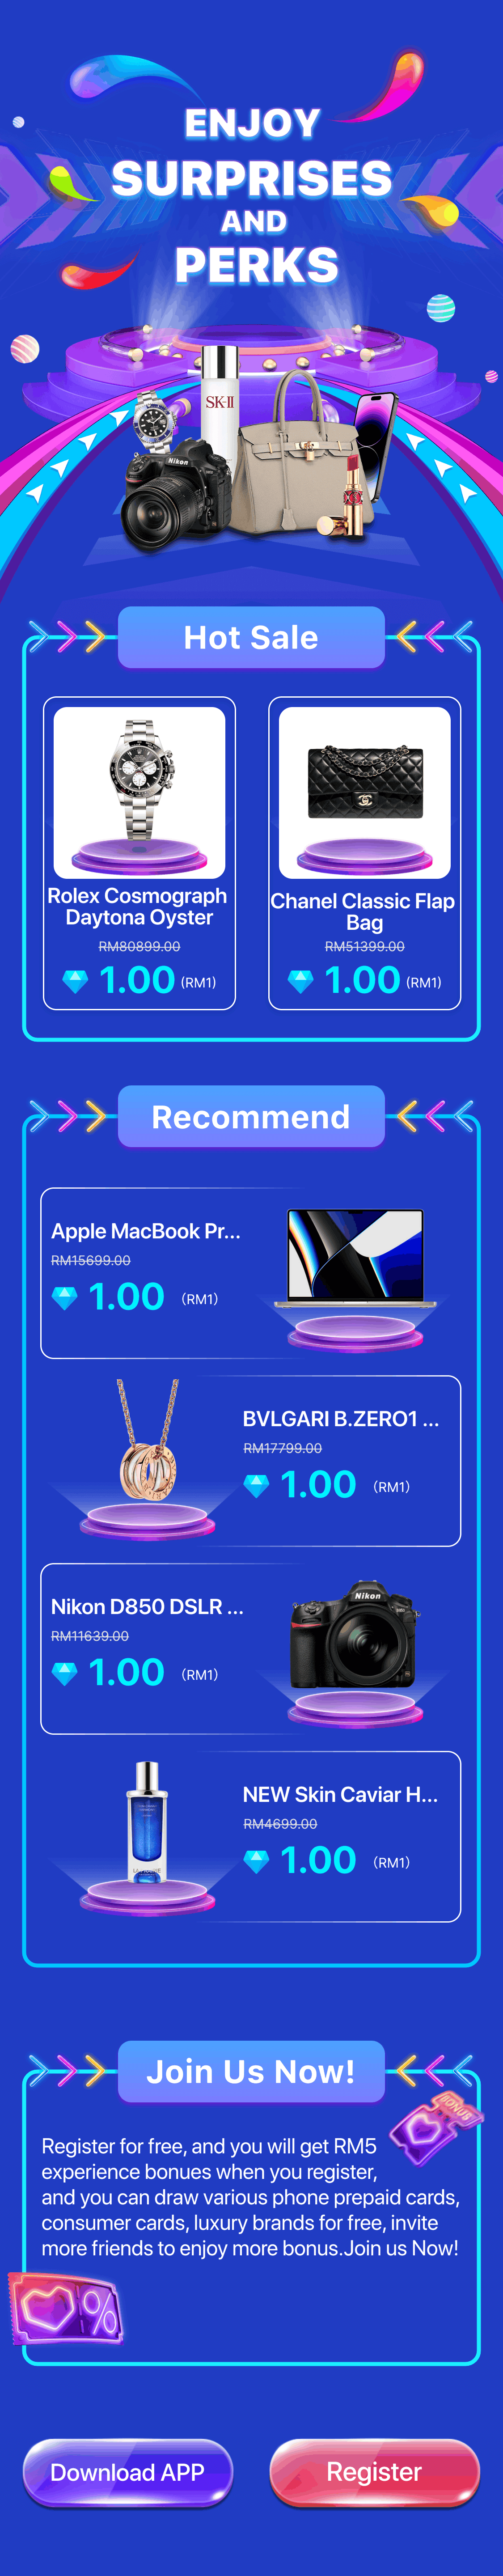 ENJOY
SURPRISES
AND
PERKS
SK-II
Nikon
Hot Sale
Rolex Cosmograph
Daytona Oyster
RM80899.00
1.00 (RM1)
Chanel Classic Flap
Bag
RM51399.00
1.00 (RM1)
Recommend
Apple MacBook Pr...
RM15699.00
1.00 (RM1)
BVLGARI B.ZERO1 ...
RM17799.00
1.00 (RM1)
Nikon D850 DSLR ...
RM11639.00
1.00 (RM1)
Nikon
NEW Skin Caviar H...
RM4699.00
1.00 (RM1)
Join Us Now!
BONUS
Register for free, and you will get RM5
experience bonues when you register,
and you can draw various phone prepaid cards,
consumer cards, luxury brands for free, invite
more friends to enjoy more bonus.Join us Now!
%
Download APP
Register